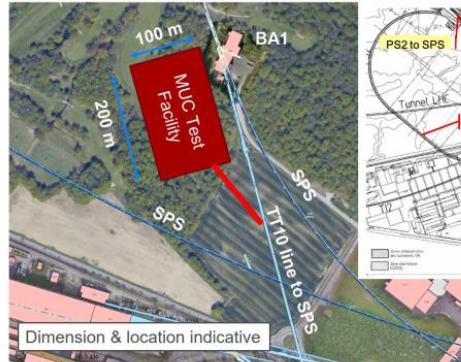 100 m
BA1
200 m
MUC Test
Facility
SPS
SPS
TT10 line to SPS
Dimension & location indicative
PS2 to SPS
Tunnel LHC